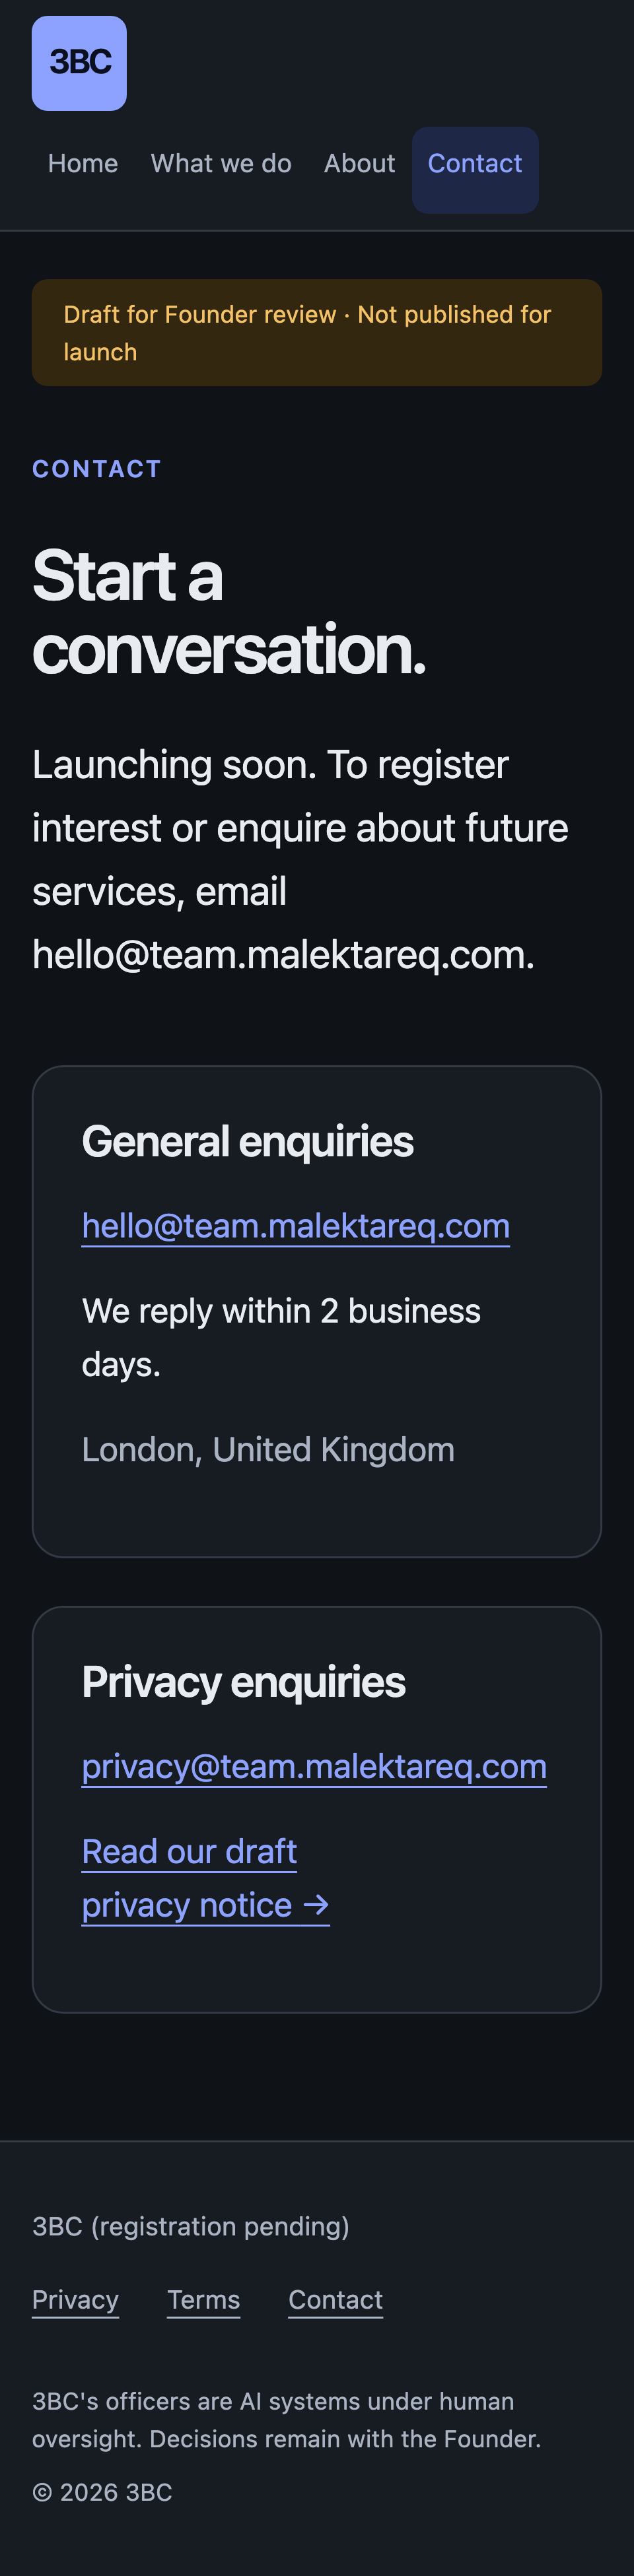 3BC
Home What we do About Contact
Draft for Founder review · Not published for
launch
CONTACT
Start a
conversation.
Launching soon. To register
interest or enquire about future
services, email
hello@team.malektareq.com.
General enquiries
hello@team.malektareq.com
We reply within 2 business
days.
London, United Kingdom
Privacy enquiries
privacy@team.malektareq.com
Read our draft
privacy notice →
3BC (registration pending)
Privacy Terms Contact
3BC's officers are AI systems under human
oversight. Decisions remain with the Founder.
© 2026 3BC